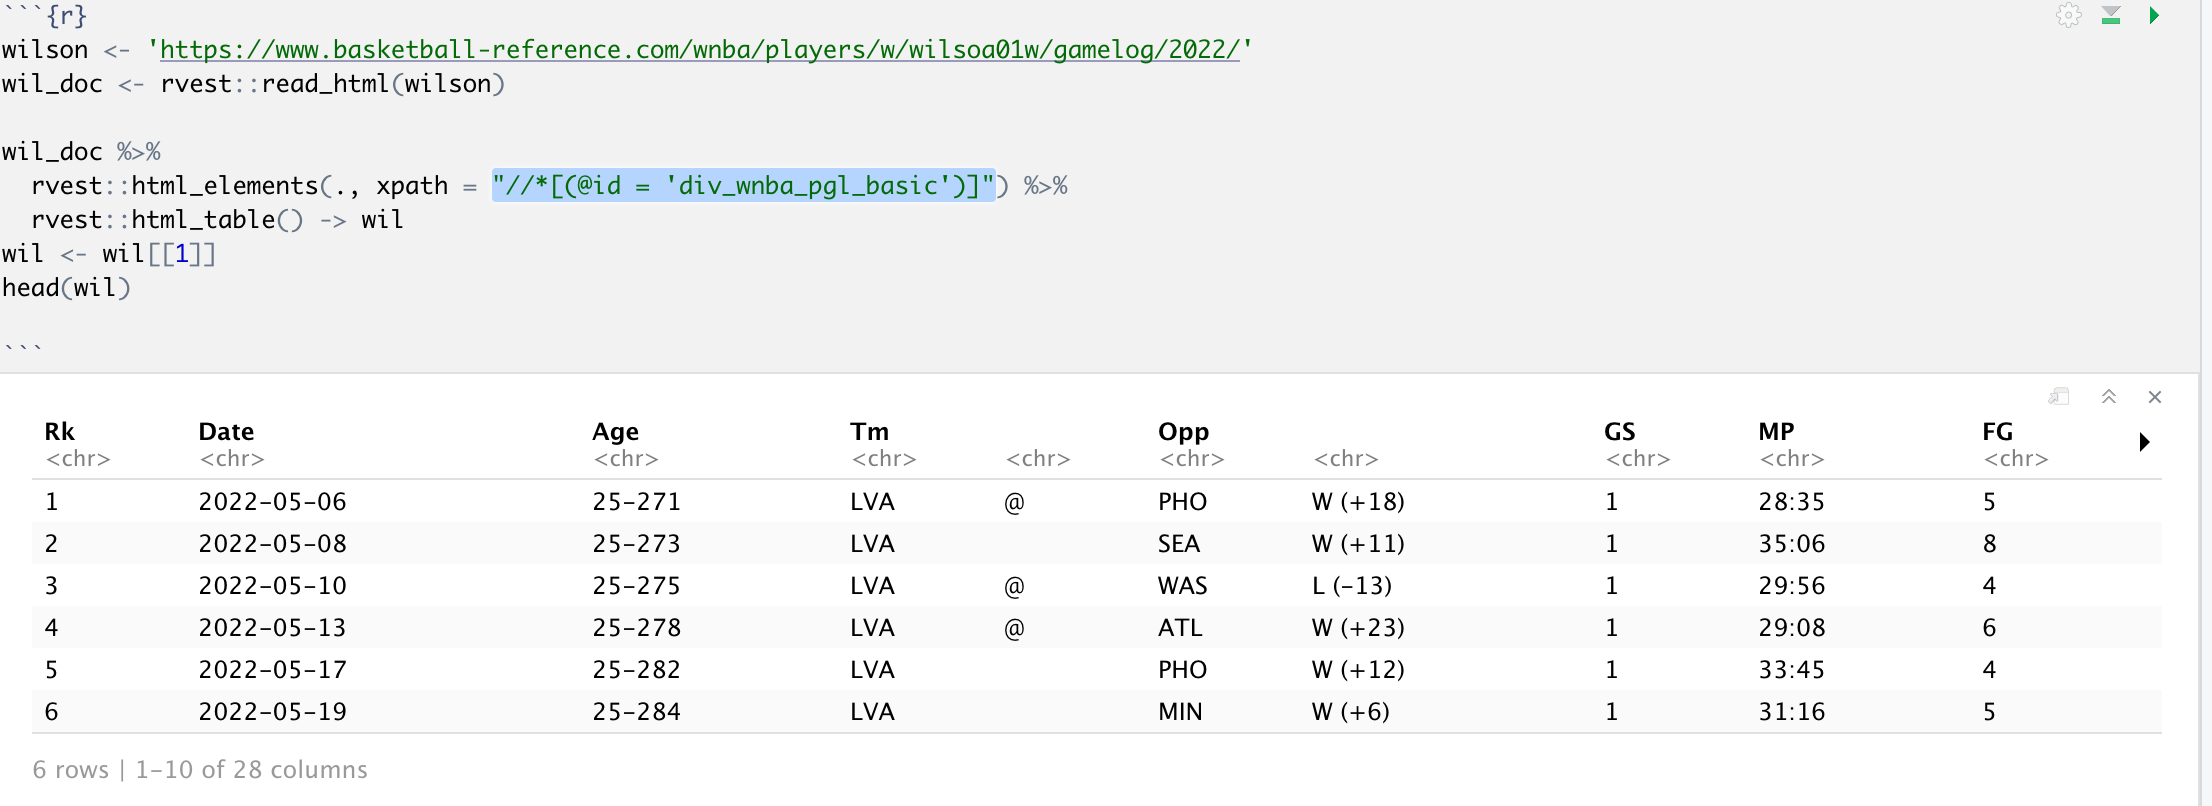 ```{r}
wilson <- 'https://www.basketball-reference.com/wnba/players/w/wilsoa01w/gamelog/2022/'
wil_doc <- rvest::read_html(wilson)
wil_doc %>%
  rvest::html_elements(., xpath = "//*[(@id = 'div_wnba_pgl_basic')]") %>%
  rvest::html_table() -> wil
wil <- wil[[1]]
head(wil)
```
Rk Date Age Tm Opp GS MP FG
<chr> <chr> <chr> <chr> <chr> <chr> <chr> <chr> <chr> <chr>
1 2022-05-06 25-271 LVA @ PHO W (+18) 1 28:35 5
2 2022-05-08 25-273 LVA SEA W (+11) 1 35:06 8
3 2022-05-10 25-275 LVA @ WAS L (-13) 1 29:56 4
4 2022-05-13 25-278 LVA @ ATL W (+23) 1 29:08 6
5 2022-05-17 25-282 LVA PHO W (+12) 1 33:45 4
6 2022-05-19 25-284 LVA MIN W (+6) 1 31:16 5
6 rows | 1-10 of 28 columns